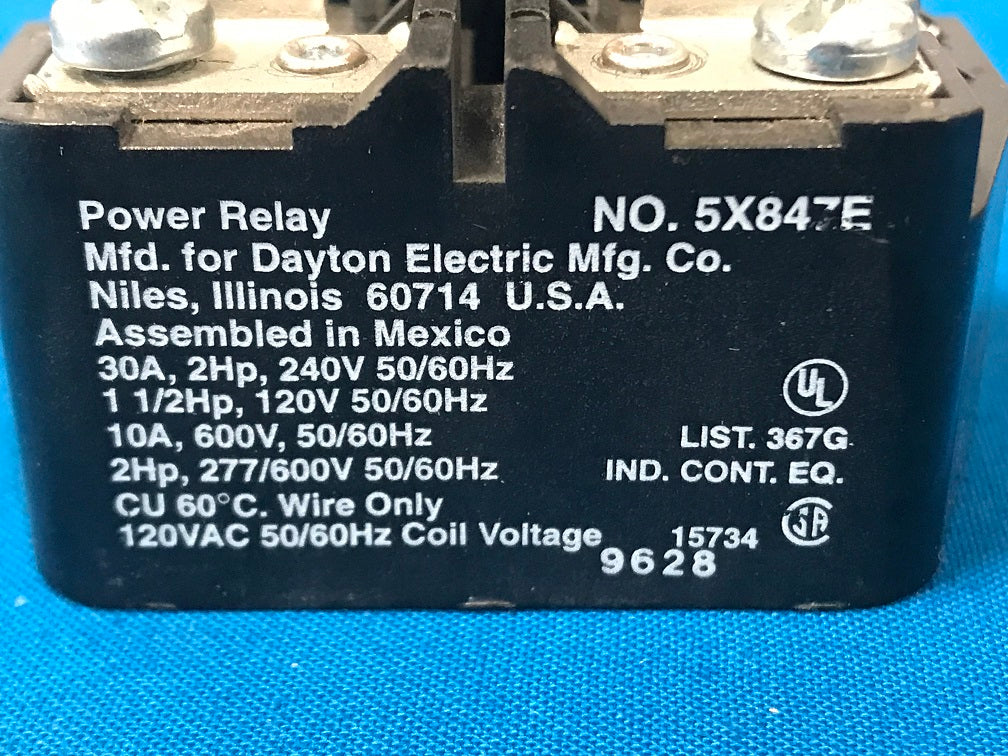 Power Relay NO. 5X847E
Mfd. for Dayton Electric Mfg. Co.
Niles, Illinois 60714 U.S.A.
Assembled in Mexico
30A, 2Hp, 240V 50/60Hz
1 1/2Hp, 120V 50/60Hz
UL
10A, 600V, 50/60Hz LIST. 367G
2Hp, 277/600V 50/60Hz IND. CONT. EQ.
CU 60°C. Wire Only
120VAC 50/60Hz Coil Voltage 15734 SA
9628